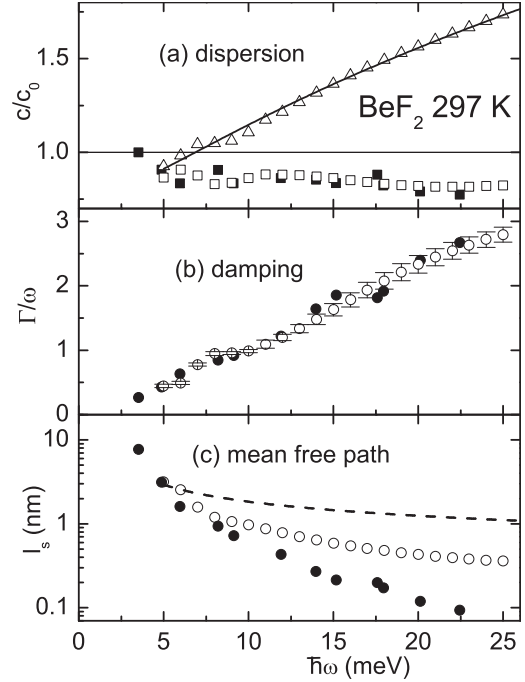 (a) dispersion
BeF₂ 297 K
c/c₀
1.5
1.0
(b) damping
Γ/ω
3
2
1
0
(c) mean free path
lₛ (nm)
10
1
0.1
0 5 10 15 20 25
ħω (meV)